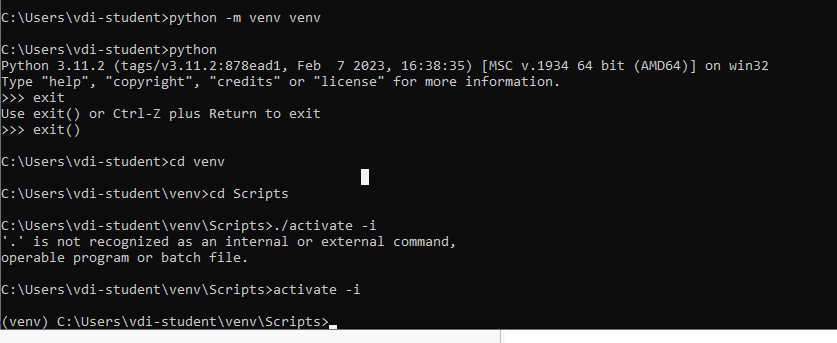 C:\Users\vdi-student>python -m venv venv
C:\Users\vdi-student>python
Python 3.11.2 (tags/v3.11.2:878ead1, Feb  7 2023, 16:38:35) [MSC v.1934 64 bit (AMD64)] on win32
Type "help", "copyright", "credits" or "license" for more information.
>>> exit
Use exit() or Ctrl-Z plus Return to exit
>>> exit()
C:\Users\vdi-student>cd venv
C:\Users\vdi-student\venv>cd Scripts
C:\Users\vdi-student\venv\Scripts>./activate -i
'.' is not recognized as an internal or external command,
operable program or batch file.
C:\Users\vdi-student\venv\Scripts>activate -i
(venv) C:\Users\vdi-student\venv\Scripts>